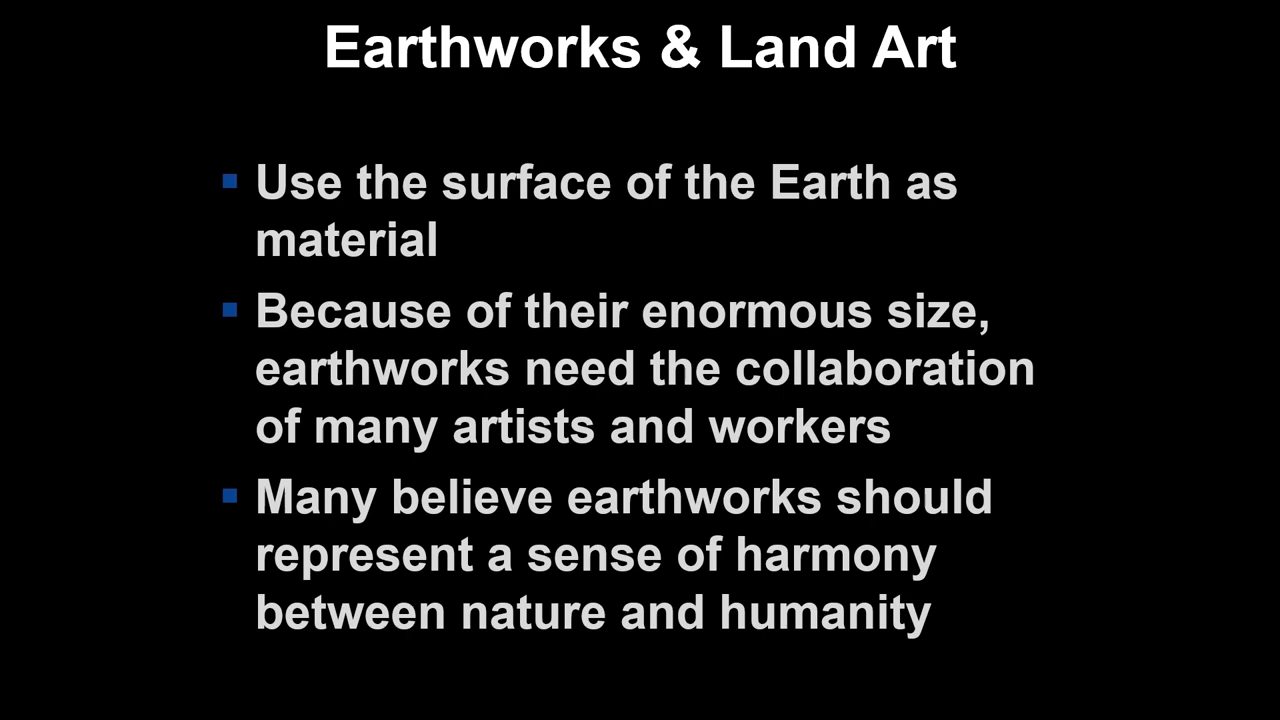 Earthworks & Land Art
▪ Use the surface of the Earth as
material
▪ Because of their enormous size,
earthworks need the collaboration
of many artists and workers
▪ Many believe earthworks should
represent a sense of harmony
between nature and humanity